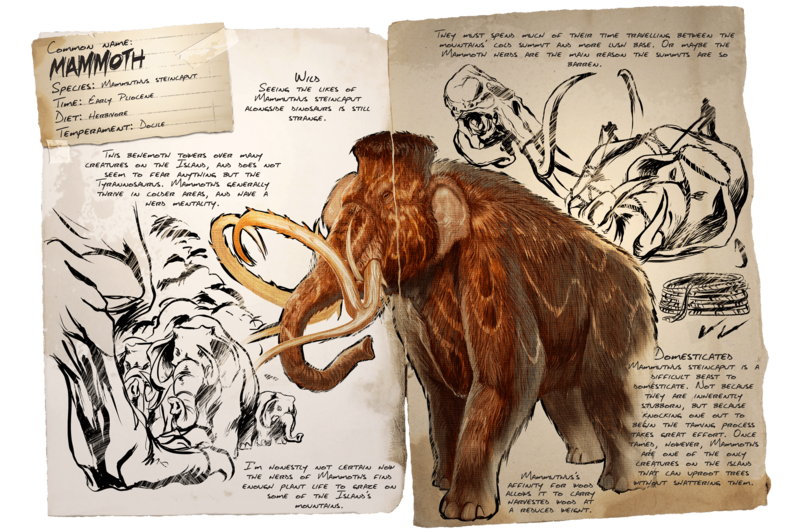 Common name:
Mammoth
Species: Mammuthus steincaput
Time: Early Pliocene
Diet: Herbivore
Temperament: Docile
Wild
Seeing the likes of
Mammuthus steincaput
alongside dinosaurs is still
strange.
This behemoth towers over many
creatures on the Island, and does not
seem to fear anything but the
Tyrannosaurus. Mammoths generally
thrive in colder areas, and have a
herd mentality.
I'm honestly not certain how
the herds of Mammoths find
enough plant life to graze on
some of the Island's
mountains.
They must spend much of their time travelling between the
mountains' cold summit and more lush base. Or maybe the
Mammoth herds are the main reason the summits are so
barren.
Domesticated
Mammuthus steincaput is a
difficult beast to
domesticate. Not because
they are inherently
stubborn, but because
knocking one out to
begin the taming process
takes great effort. Once
tamed, however, Mammoths
are one of the only
creatures on the island
that can uproot trees
without shattering them.
Mammuthus's
affinity for wood
allows it to carry
harvested wood at
a reduced weight.